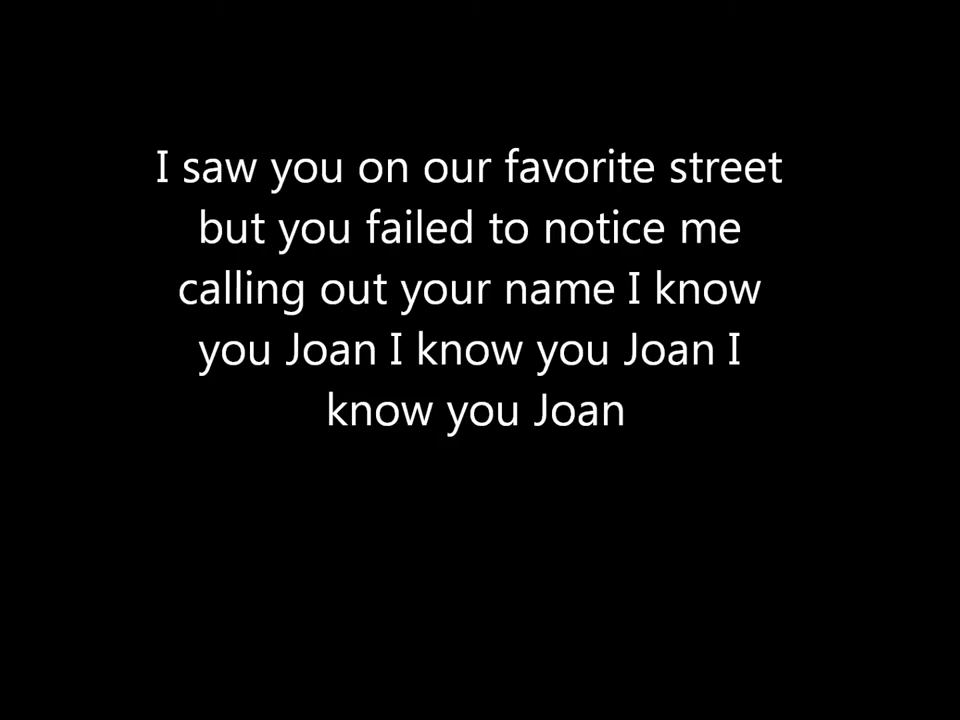 I saw you on our favorite street
but you failed to notice me
calling out your name I know
you Joan I know you Joan I
know you Joan